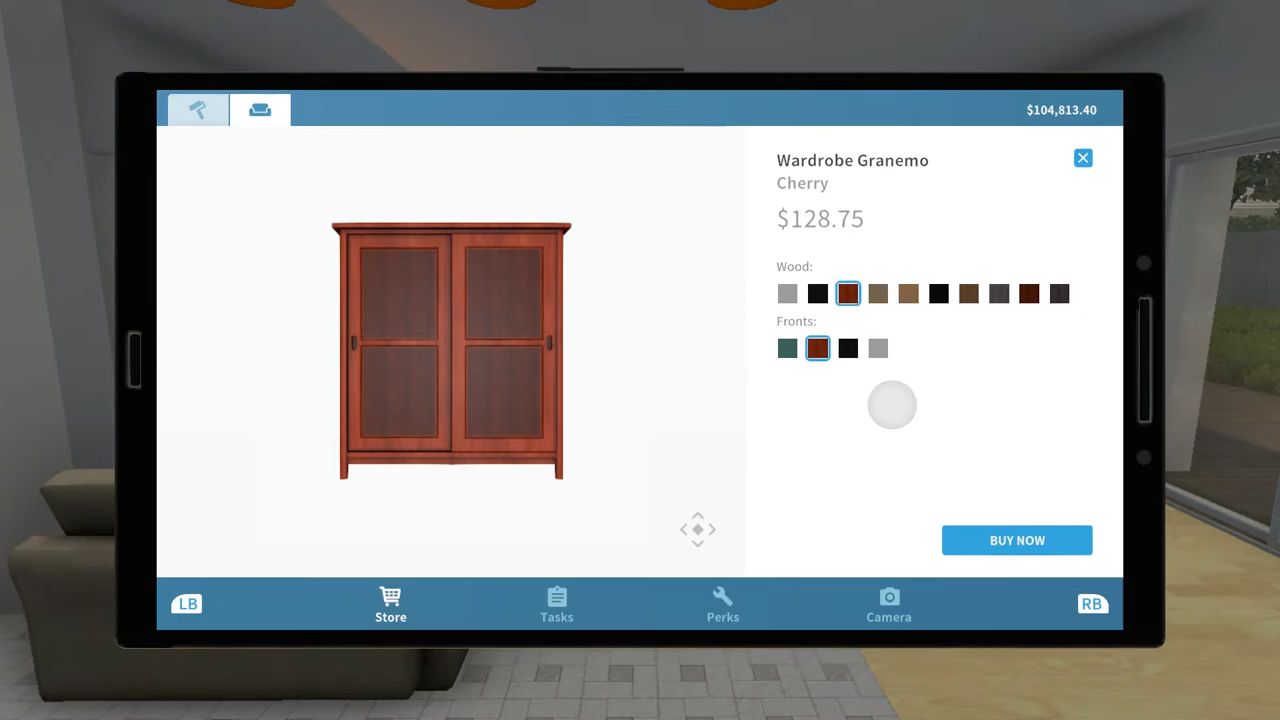 $104,813.40
Wardrobe Granemo
Cherry
$128.75
Wood:
Fronts:
BUY NOW
LB
Store
Tasks
Perks
Camera
RB